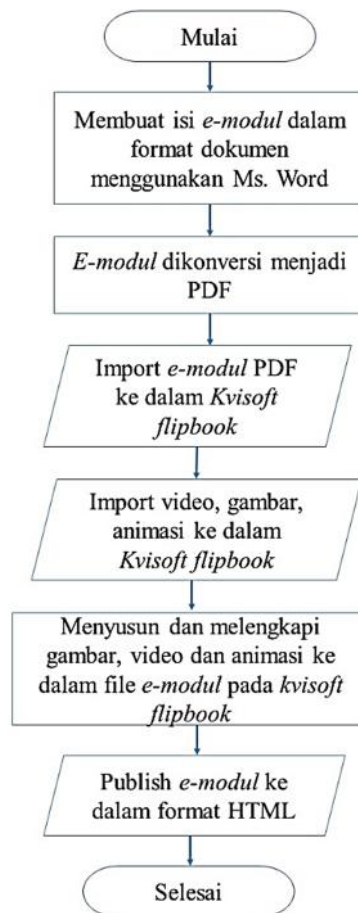 Mulai
Membuat isi e-modul dalam
format dokumen
menggunakan Ms. Word
E-modul dikonversi menjadi
PDF
Import e-modul PDF
ke dalam Kvisoft
flipbook
Import video, gambar,
animasi ke dalam
Kvisoft flipbook
Menyusun dan melengkapi
gambar, video dan animasi ke
dalam file e-modul pada kvisoft
flipbook
Publish e-modul ke
dalam format HTML
Selesai